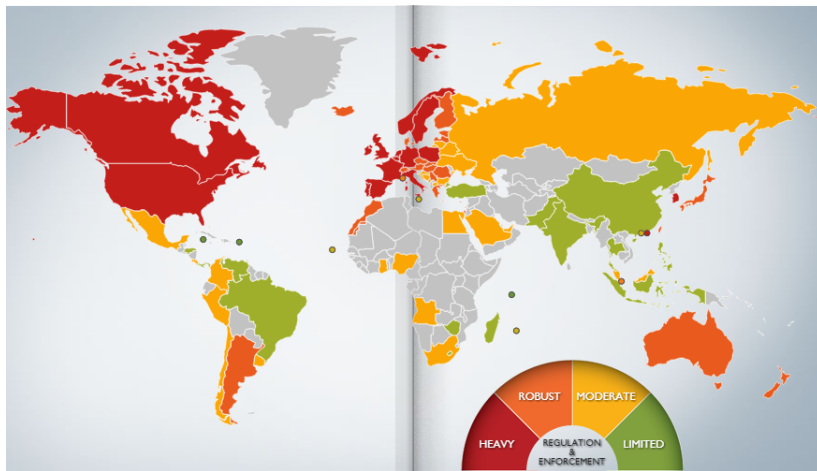 ROBUST
MODERATE
HEAVY
REGULATION
&
ENFORCEMENT
LIMITED